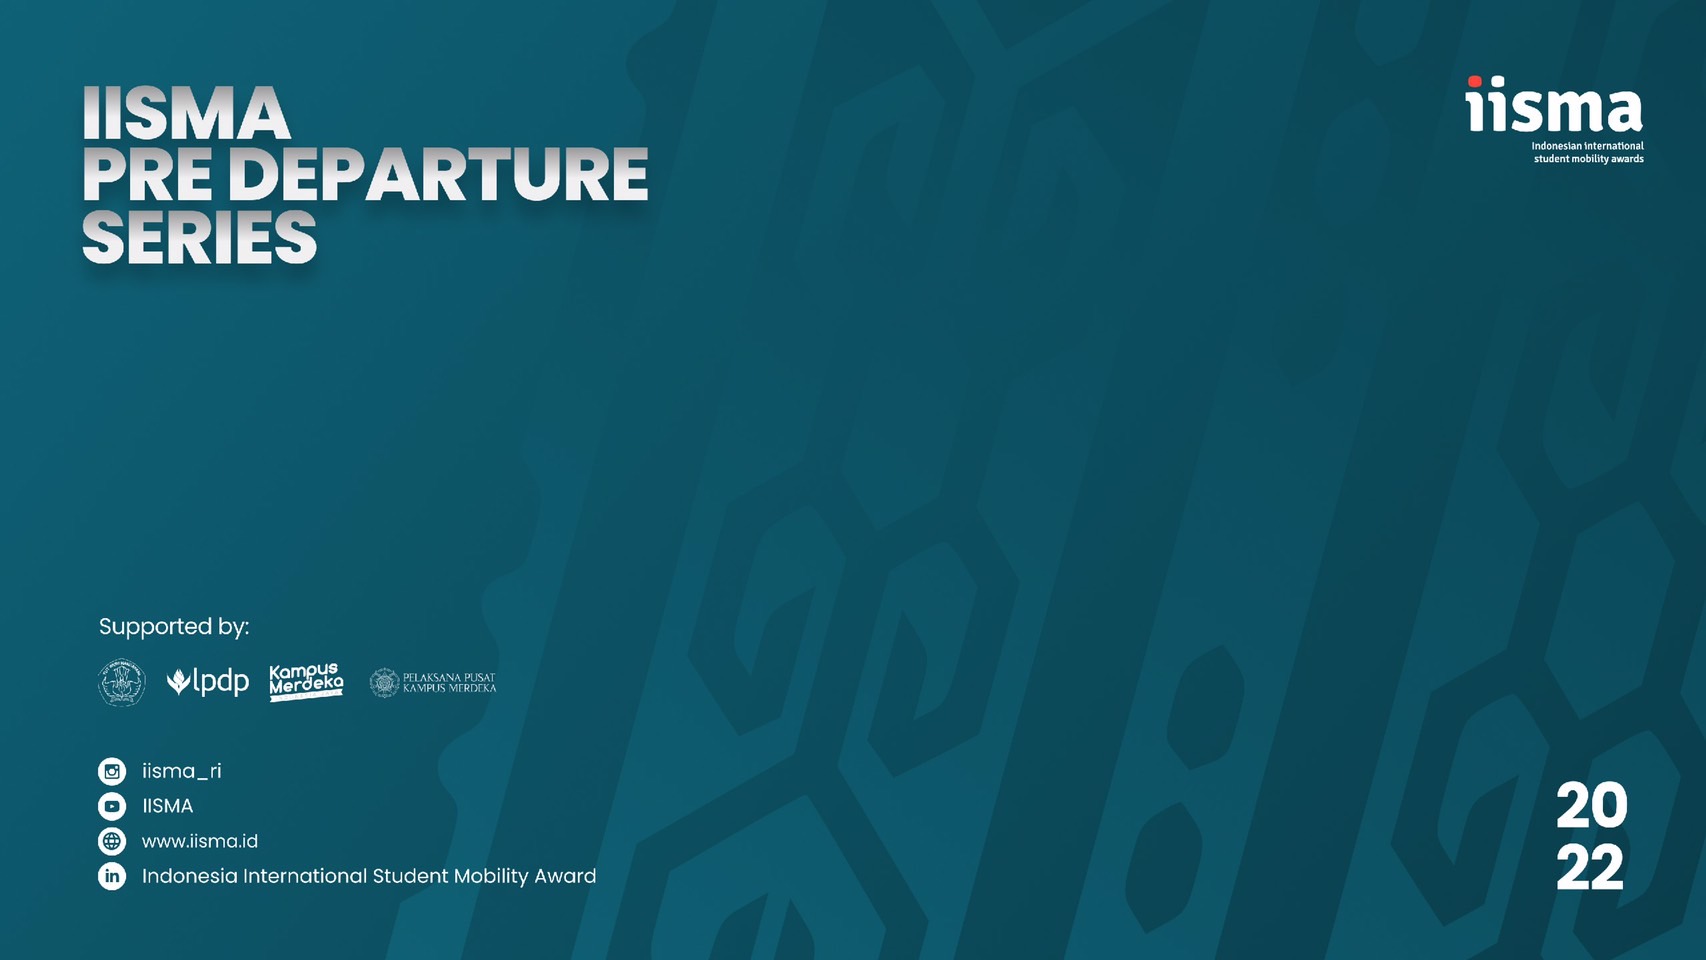 IISMA
PRE DEPARTURE
SERIES
iisma
Indonesian international
student mobility awards
Supported by:
lpdp
Kampus
Merdeka
PELAKSANA PUSAT
KAMPUS MERDEKA
iisma_ri
IISMA
www.iisma.id
Indonesia International Student Mobility Award
20
22